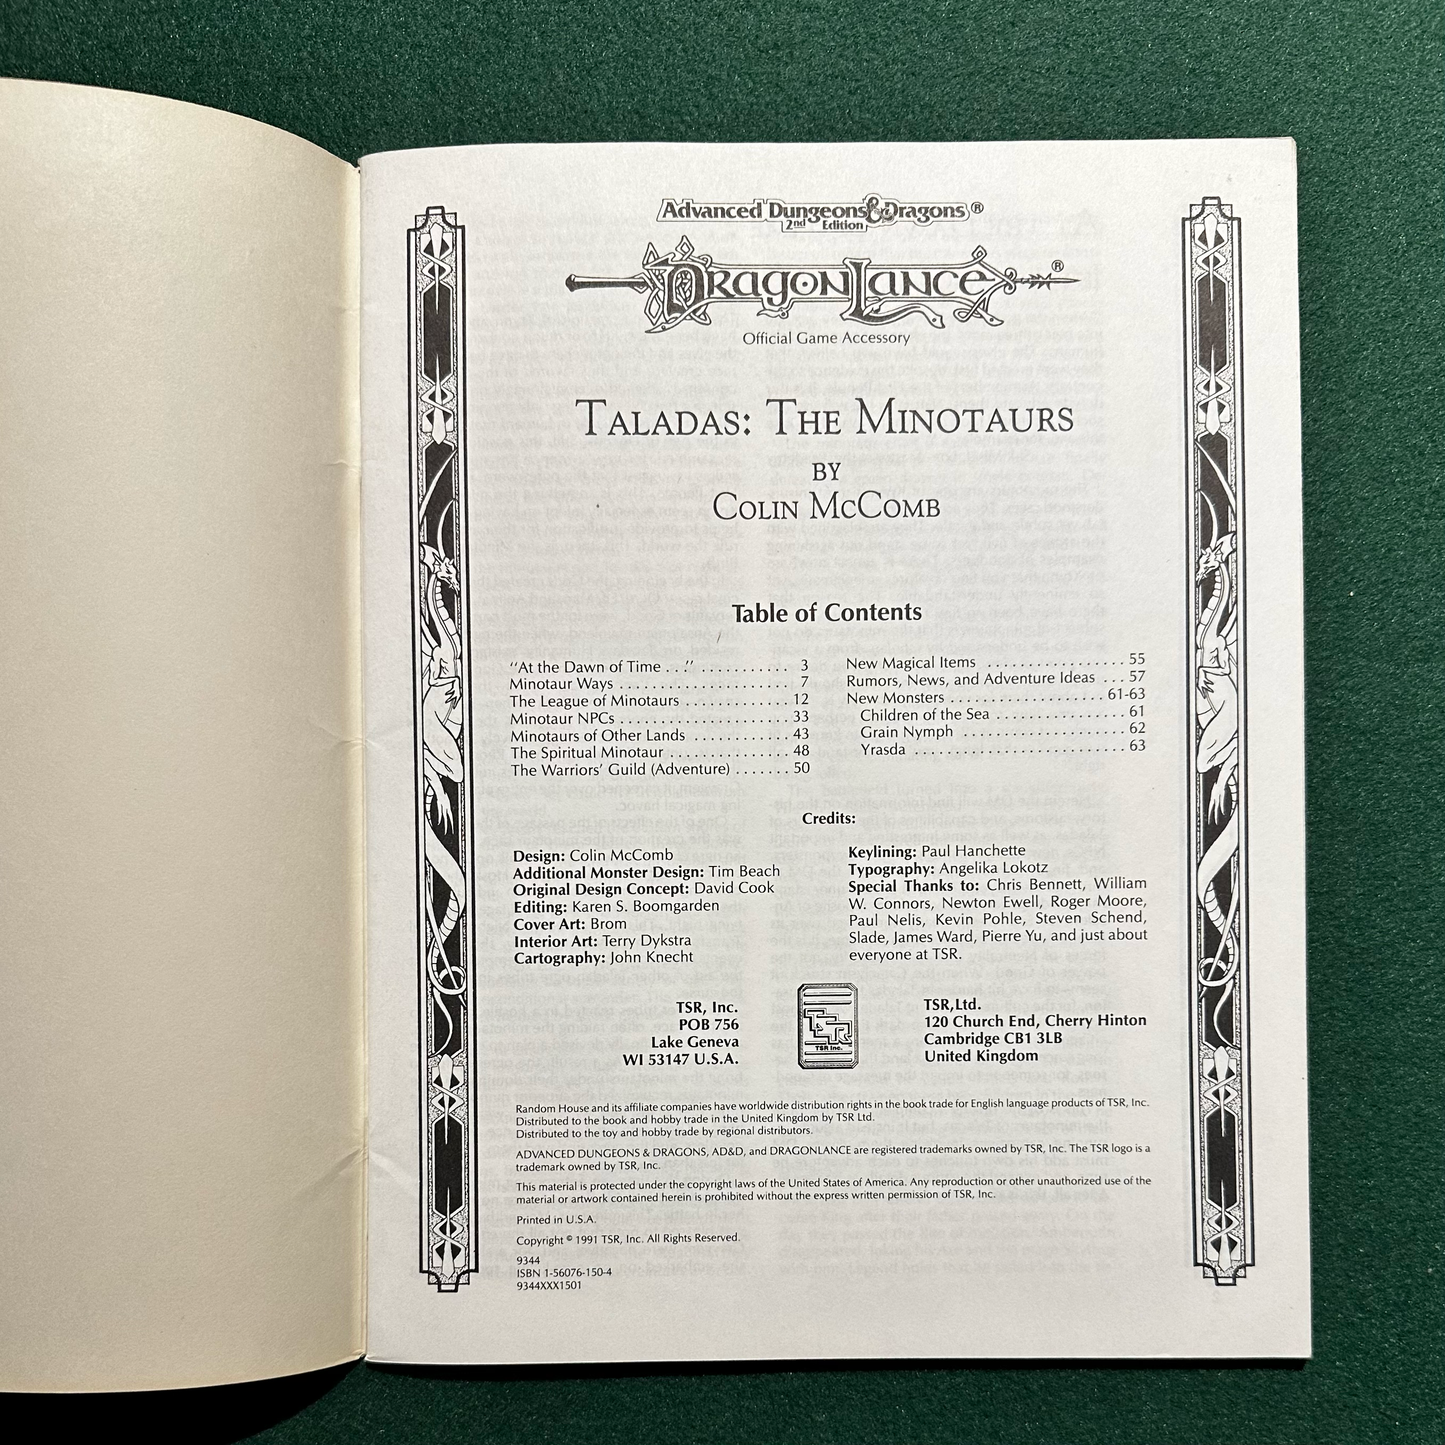 Advanced Dungeons & Dragons®
2nd Edition
DRAGONLANCE®
Official Game Accessory
TALADAS: THE MINOTAURS
BY
COLIN MCCOMB
Table of Contents
"At the Dawn of Time . . ." . . . . . . . . . . . 3
Minotaur Ways . . . . . . . . . . . . . . . . . . . . . 7
The League of Minotaurs . . . . . . . . . . . . . 12
Minotaur NPCs . . . . . . . . . . . . . . . . . . . . . 33
Minotaurs of Other Lands . . . . . . . . . . . . 43
The Spiritual Minotaur . . . . . . . . . . . . . . . 48
The Warriors' Guild (Adventure) . . . . . . . 50
New Magical Items . . . . . . . . . . . . . . . . . 55
Rumors, News, and Adventure Ideas . . . 57
New Monsters . . . . . . . . . . . . . . . . . . . . 61-63
Children of the Sea . . . . . . . . . . . . . . . . 61
Grain Nymph . . . . . . . . . . . . . . . . . . . . 62
Yrasda . . . . . . . . . . . . . . . . . . . . . . . . . . 63
Credits:
Design: Colin McComb
Additional Monster Design: Tim Beach
Original Design Concept: David Cook
Editing: Karen S. Boomgarden
Cover Art: Brom
Interior Art: Terry Dykstra
Cartography: John Knecht
Keylining: Paul Hanchette
Typography: Angelika Lokotz
Special Thanks to: Chris Bennett, William
W. Connors, Newton Ewell, Roger Moore,
Paul Nelis, Kevin Pohle, Steven Schend,
Slade, James Ward, Pierre Yu, and just about
everyone at TSR.
TSR, Inc.
POB 756
Lake Geneva
WI 53147 U.S.A.
TSR
TSR Inc.
TSR,Ltd.
120 Church End, Cherry Hinton
Cambridge CB1 3LB
United Kingdom
Random House and its affiliate companies have worldwide distribution rights in the book trade for English language products of TSR, Inc.
Distributed to the book and hobby trade in the United Kingdom by TSR Ltd.
Distributed to the toy and hobby trade by regional distributors.
ADVANCED DUNGEONS & DRAGONS, AD&D, and DRAGONLANCE are registered trademarks owned by TSR, Inc. The TSR logo is a
trademark owned by TSR, Inc.
This material is protected under the copyright laws of the United States of America. Any reproduction or other unauthorized use of the
material or artwork contained herein is prohibited without the express written permission of TSR, Inc.
Printed in U.S.A.
Copyright © 1991 TSR, Inc. All Rights Reserved.
9344
ISBN 1-56076-150-4
9344XXX1501